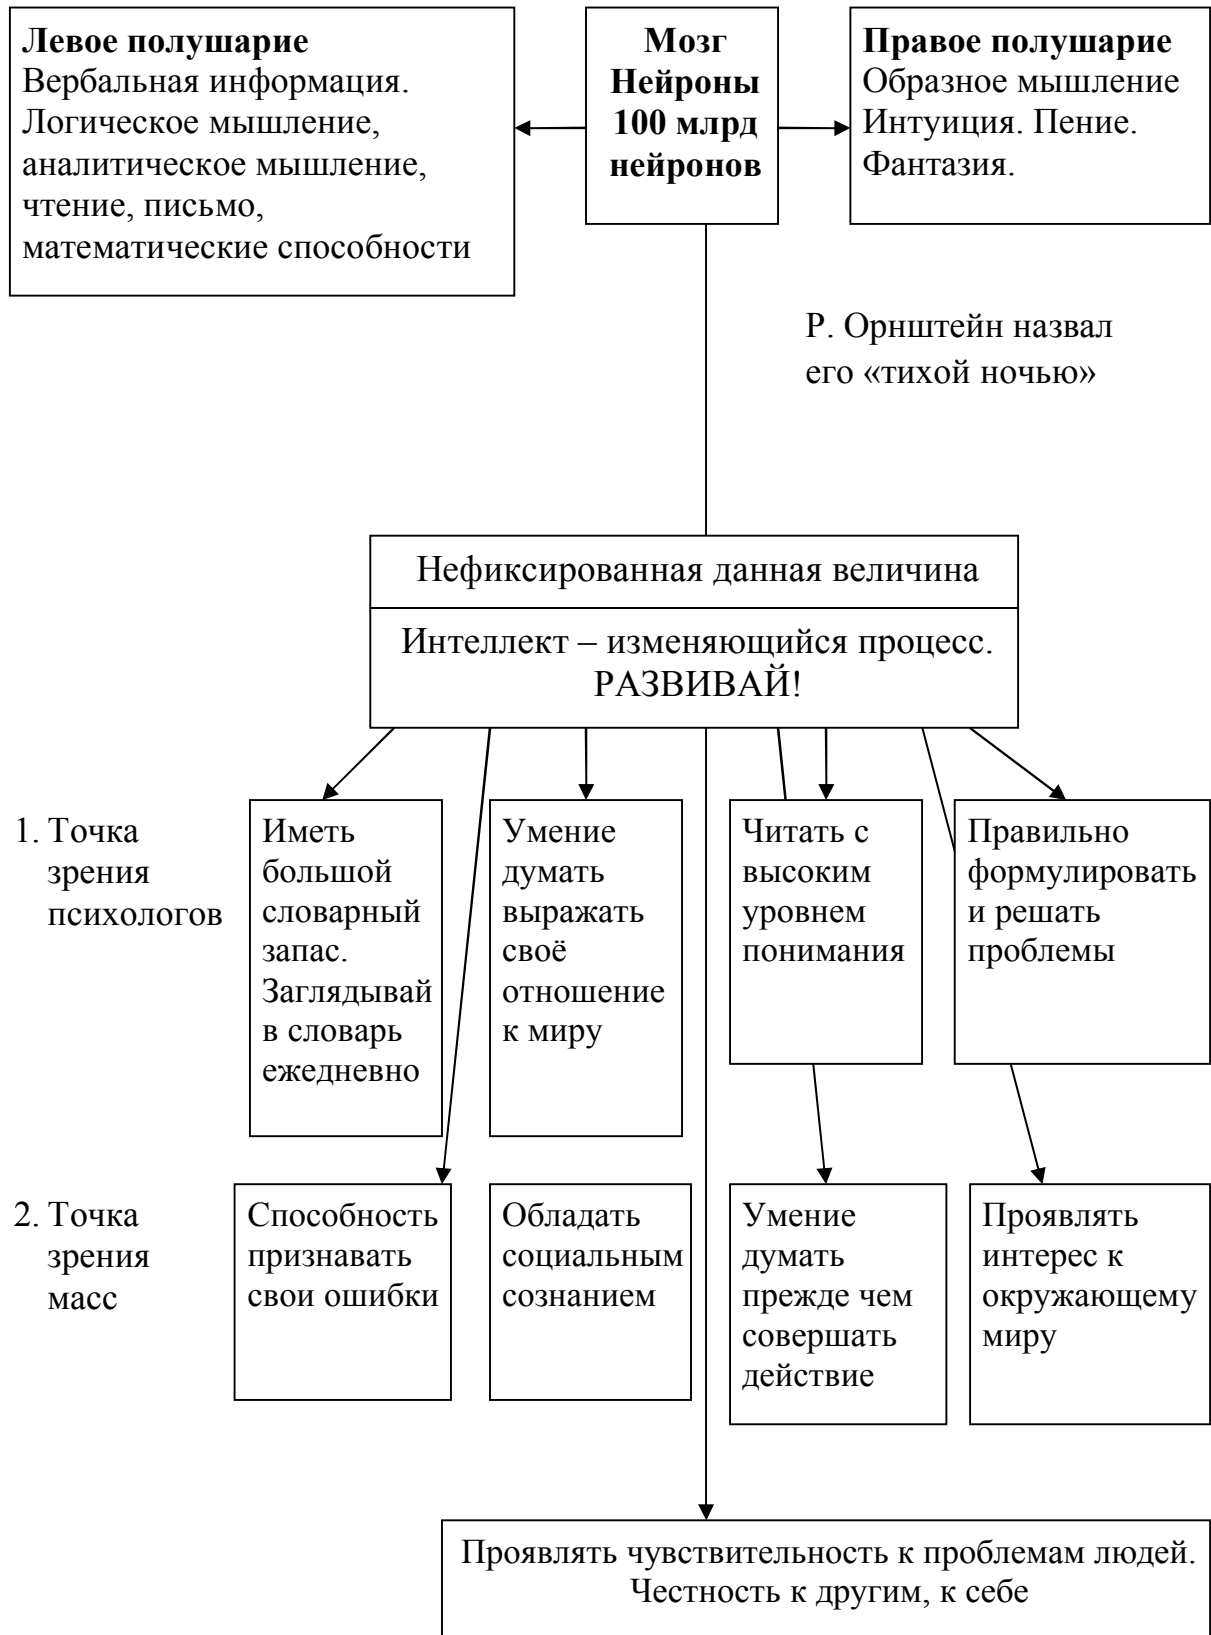 Левое полушарие
Вербальная информация.
Логическое мышление,
аналитическое мышление,
чтение, письмо,
математические способности
Мозг
Нейроны
100 млрд
нейронов
Правое полушарие
Образное мышление
Интуиция. Пение.
Фантазия.
Р. Орнштейн назвал
его «тихой ночью»
Нефиксированная данная величина
Интеллект – изменяющийся процесс.
РАЗВИВАЙ!
1. Точка
зрения
психологов
Иметь
большой
словарный
запас.
Заглядывай
в словарь
ежедневно
Умение
думать
выражать
своё
отношение
к миру
Читать с
высоким
уровнем
понимания
Правильно
формулировать
и решать
проблемы
2. Точка
зрения
масс
Способность
признавать
свои ошибки
Обладать
социальным
сознанием
Умение
думать
прежде чем
совершать
действие
Проявлять
интерес к
окружающему
миру
Проявлять чувствительность к проблемам людей.
Честность к другим, к себе